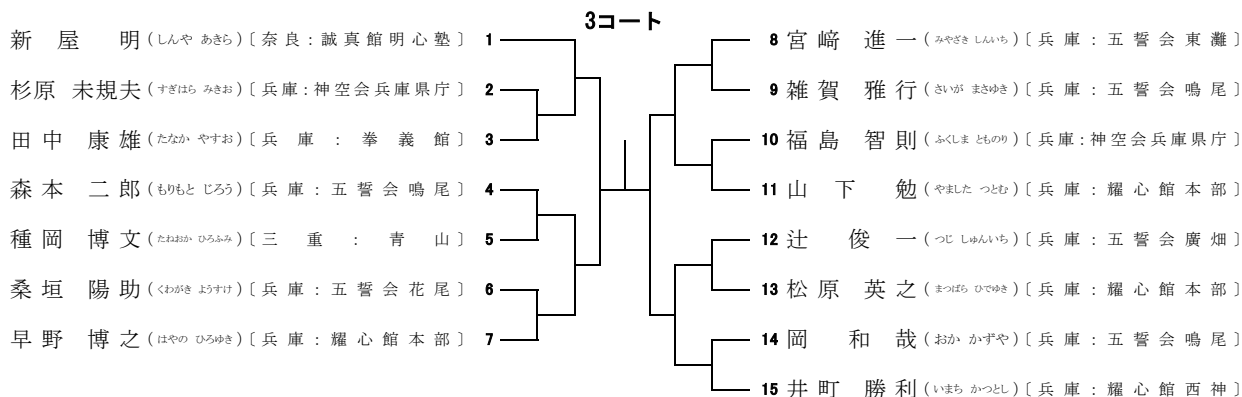 3コート
新屋 明 (しんや あきら) 〔奈良:誠真館明心塾〕 1
杉原 未規夫 (すぎはら みきお) 〔兵庫:神空会兵庫県庁〕 2
田中 康雄 (たなか やすお) 〔兵庫:拳義館〕 3
森本 二郎 (もりもと じろう) 〔兵庫:五誓会鳴尾〕 4
種岡 博文 (たねおか ひろふみ) 〔三重:青山〕 5
桑垣 陽助 (くわがき ようすけ) 〔兵庫:五誓会花尾〕 6
早野 博之 (はやの ひろゆき) 〔兵庫:耀心館本部〕 7
8 宮﨑 進一 (みやざき しんいち) 〔兵庫:五誓会東灘〕
9 雑賀 雅行 (さいが まさゆき) 〔兵庫:五誓会鳴尾〕
10 福島 智則 (ふくしま とものり) 〔兵庫:神空会兵庫県庁〕
11 山下 勉 (やました つとむ) 〔兵庫:耀心館本部〕
12 辻 俊一 (つじ しゅんいち) 〔兵庫:五誓会廣畑〕
13 松原 英之 (まつばら ひでゆき) 〔兵庫:耀心館本部〕
14 岡 和哉 (おか かずや) 〔兵庫:五誓会鳴尾〕
15 井町 勝利 (いまち かつとし) 〔兵庫:耀心館西神〕